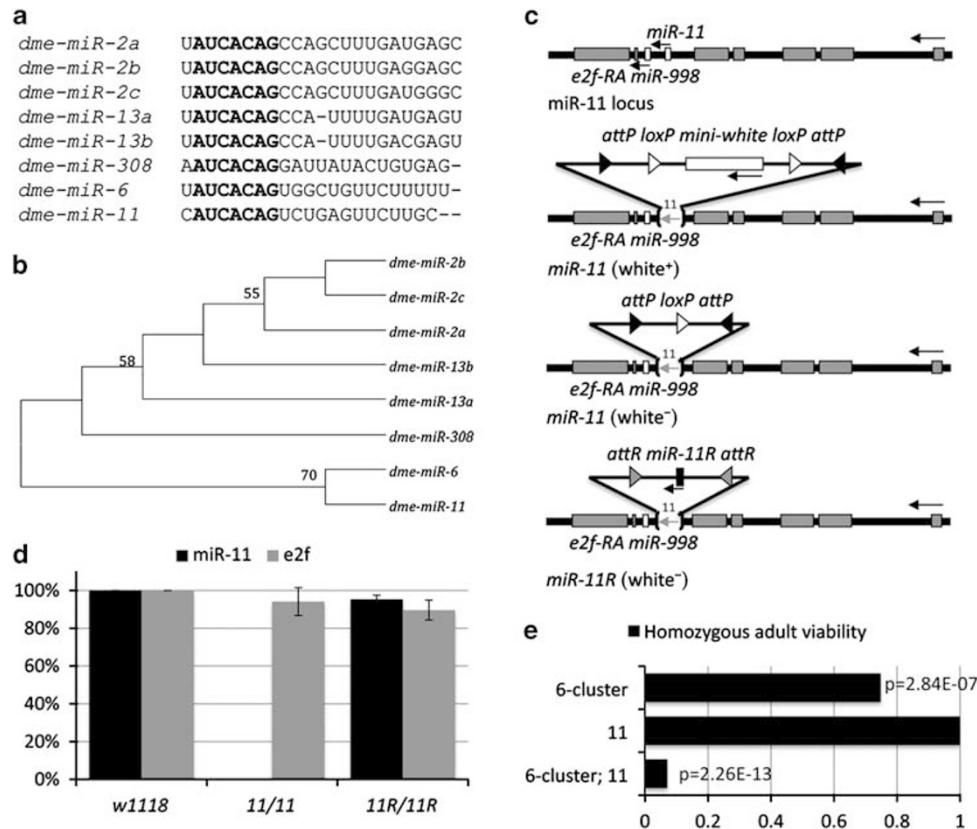 a
dme-miR-2a UAUCACAGCCAGCUUUGAUGAGC
dme-miR-2b UAUCACAGCCAGCUUUGAGGAGC
dme-miR-2c UAUCACAGCCAGCUUUGAUGGGC
dme-miR-13a UAUCACAGCCA-UUUUGAUGAGU
dme-miR-13b UAUCACAGCCA-UUUUGACGAGU
dme-miR-308 AAUCACAGGAUUAUACUGUGAG-
dme-miR-6 UAUCACAGUGGCUGUUCUUUUU-
dme-miR-11 CAUCACAGUCUGAGUUCUUGC--
b
dme-miR-2b
dme-miR-2c
55
dme-miR-2a
dme-miR-13b
58
dme-miR-13a
dme-miR-308
dme-miR-6
70
dme-miR-11
c
miR-11
e2f-RA miR-998
miR-11 locus
attP loxP mini-white loxP attP
11
e2f-RA miR-998
miR-11 (white⁺)
attP loxP attP
11
e2f-RA miR-998
miR-11 (white⁻)
attR miR-11R attR
11
e2f-RA miR-998
miR-11R (white⁻)
d
miR-11 e2f
100%
80%
60%
40%
20%
0%
w1118 11/11 11R/11R
e
Homozygous adult viability
6-cluster p=2.84E-07
11
6-cluster; 11 p=2.26E-13
0 0.2 0.4 0.6 0.8 1